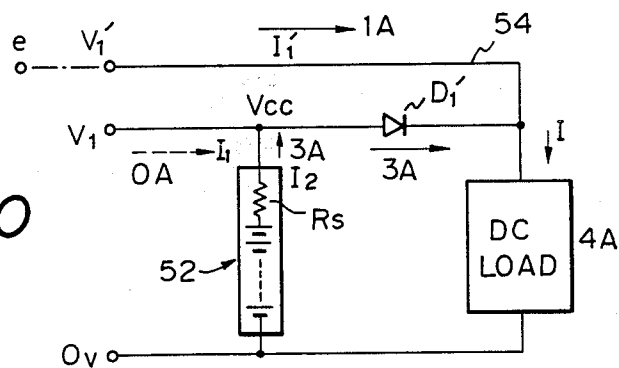 e V₁′ I₁′ 1A 54
Vcc D₁′
V₁ I₁ 3A 3A I
0A I₂
Rs DC 4A
52 LOAD
0v